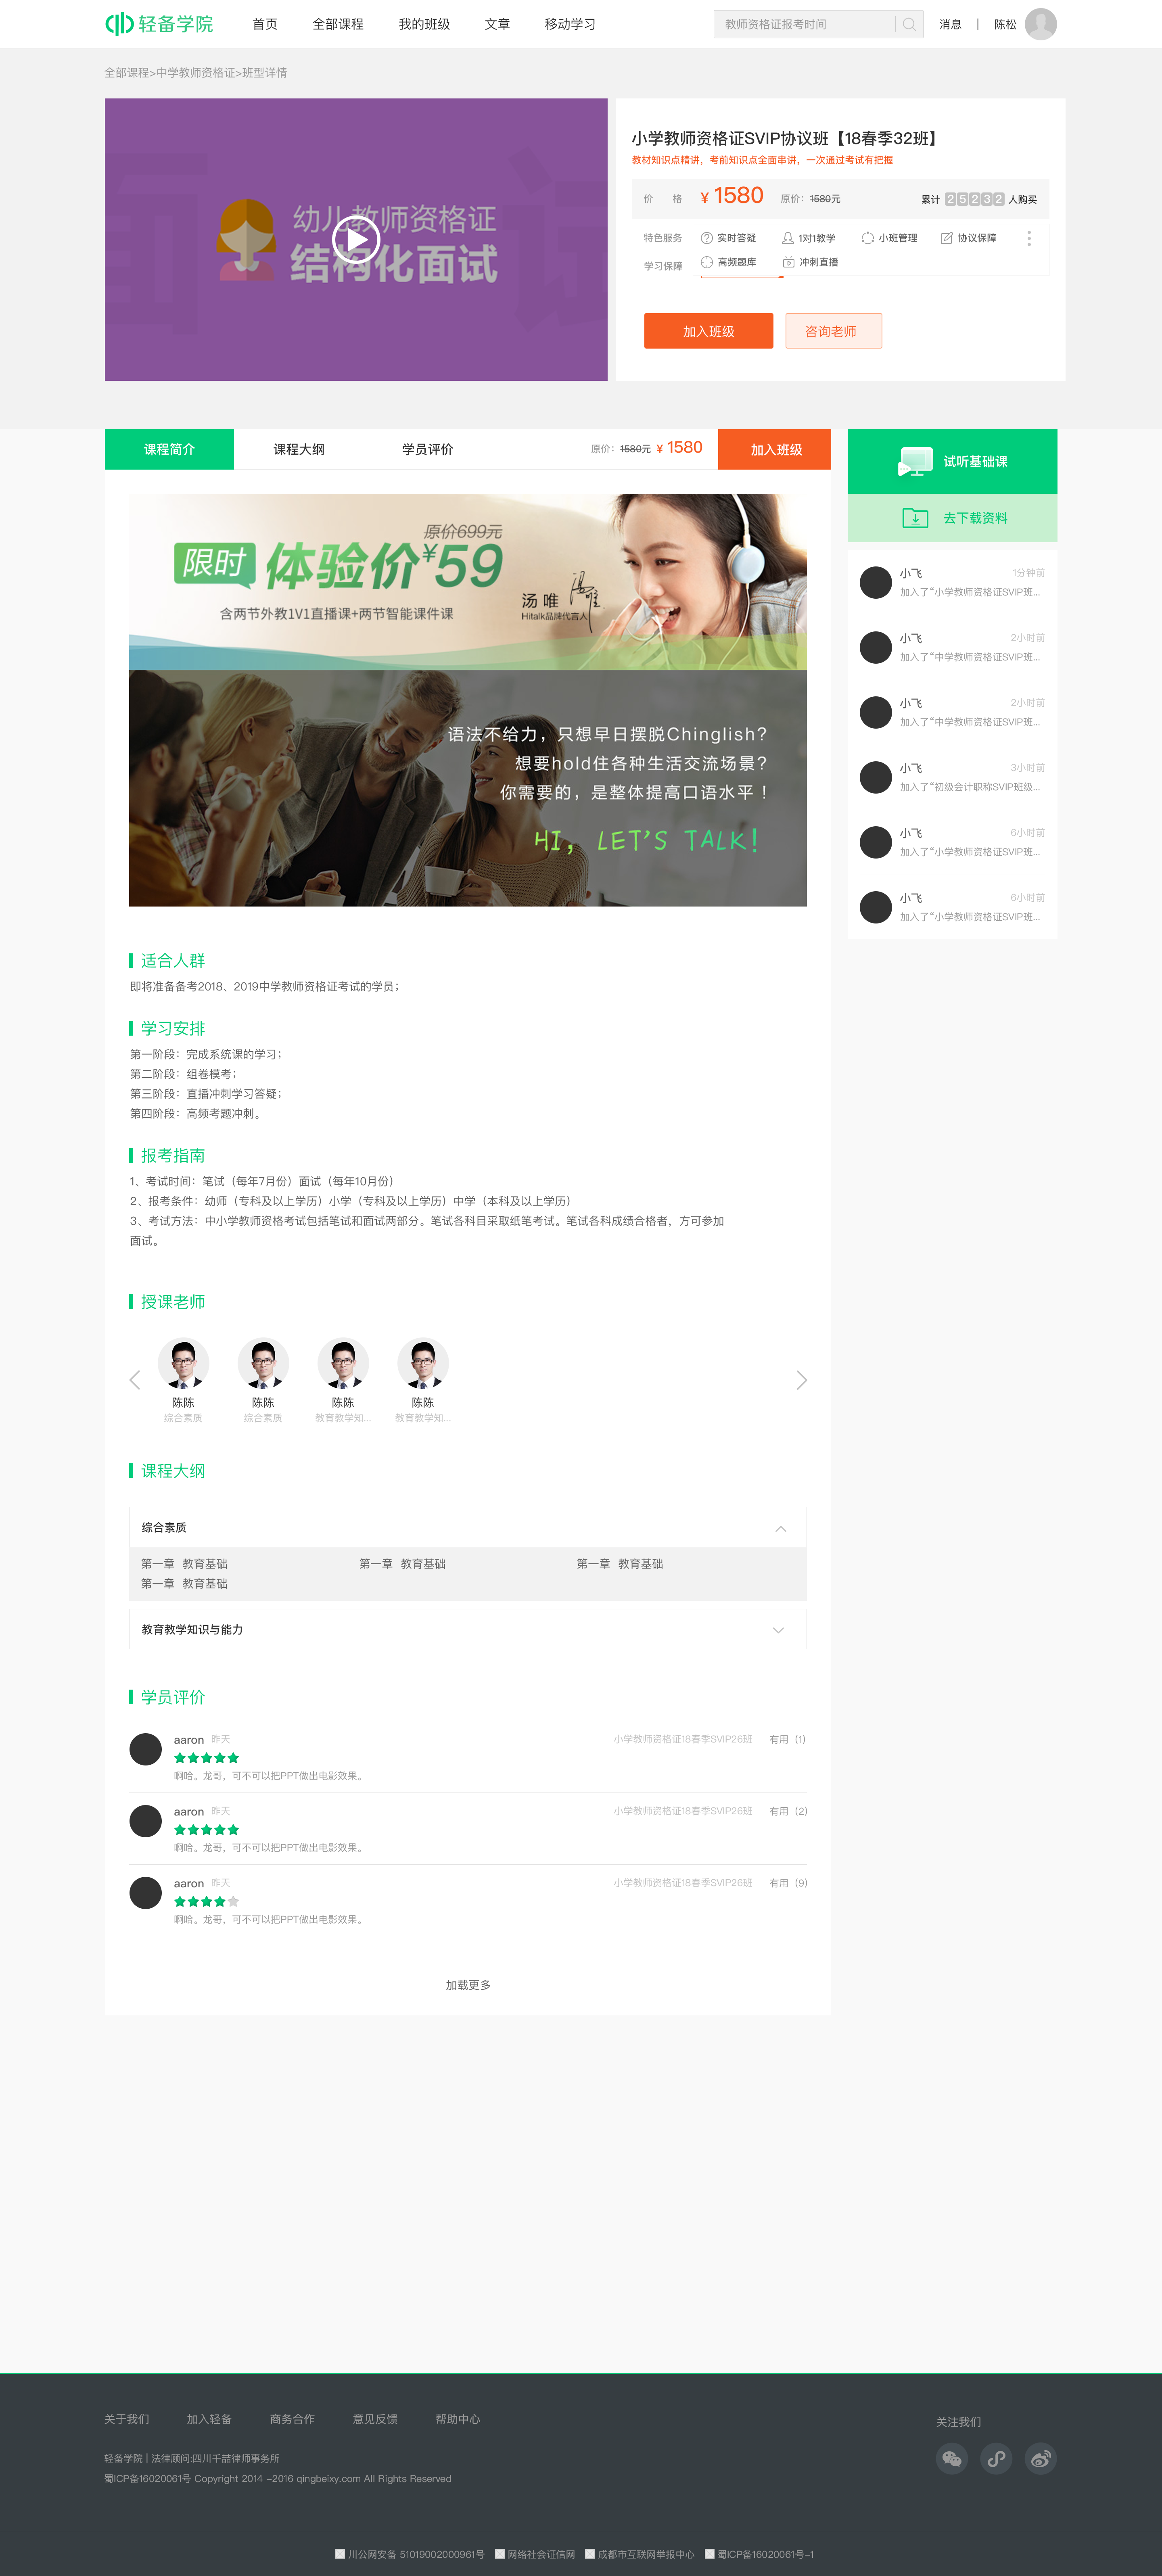 轻备学院
首页 全部课程 我的班级 文章 移动学习
教师资格证报考时间
消息 | 陈松
全部课程>中学教师资格证>班型详情
幼儿教师资格证
结构化面试
小学教师资格证SVIP协议班【18春季32班】
教材知识点精讲，考前知识点全面串讲，一次通过考试有把握
价 格 ¥ 1580 原价：1580元 累计 25232 人购买
特色服务 实时答疑 1对1教学 小班管理 协议保障
学习保障 高频题库 冲刺直播
加入班级 咨询老师
课程简介 课程大纲 学员评价 原价：1580元 ¥ 1580 加入班级
试听基础课
去下载资料
原价699元
限时 体验价¥59
含两节外教1V1直播课+两节智能课件课
汤唯
Hitalk品牌代言人
语法不给力，只想早日摆脱Chinglish?
想要hold住各种生活交流场景?
你需要的，是整体提高口语水平！
HI, LET'S TALK!
小飞 1分钟前
加入了“小学教师资格证SVIP班...
小飞 2小时前
加入了“中学教师资格证SVIP班...
小飞 2小时前
加入了“中学教师资格证SVIP班...
小飞 3小时前
加入了“初级会计职称SVIP班级...
小飞 6小时前
加入了“小学教师资格证SVIP班...
小飞 6小时前
加入了“小学教师资格证SVIP班...
适合人群
即将准备备考2018、2019中学教师资格证考试的学员；
学习安排
第一阶段：完成系统课的学习；
第二阶段：组卷模考；
第三阶段：直播冲刺学习答疑；
第四阶段：高频考题冲刺。
报考指南
1、考试时间：笔试（每年7月份）面试（每年10月份）
2、报考条件：幼师（专科及以上学历）小学（专科及以上学历）中学（本科及以上学历）
3、考试方法：中小学教师资格考试包括笔试和面试两部分。笔试各科目采取纸笔考试。笔试各科成绩合格者，方可参加
面试。
授课老师
陈陈 陈陈 陈陈 陈陈
综合素质 综合素质 教育教学知... 教育教学知...
课程大纲
综合素质
第一章 教育基础 第一章 教育基础 第一章 教育基础
第一章 教育基础
教育教学知识与能力
学员评价
aaron 昨天 小学教师资格证18春季SVIP26班 有用（1）
啊哈。龙哥，可不可以把PPT做出电影效果。
aaron 昨天 小学教师资格证18春季SVIP26班 有用（2）
啊哈。龙哥，可不可以把PPT做出电影效果。
aaron 昨天 小学教师资格证18春季SVIP26班 有用（9）
啊哈。龙哥，可不可以把PPT做出电影效果。
加载更多
关于我们 加入轻备 商务合作 意见反馈 帮助中心
关注我们
轻备学院 | 法律顾问:四川千喆律师事务所
蜀ICP备16020061号 Copyright 2014 -2016 qingbeixy.com All Rights Reserved
川公网安备 51019002000961号 网络社会证信网 成都市互联网举报中心 蜀ICP备16020061号-1